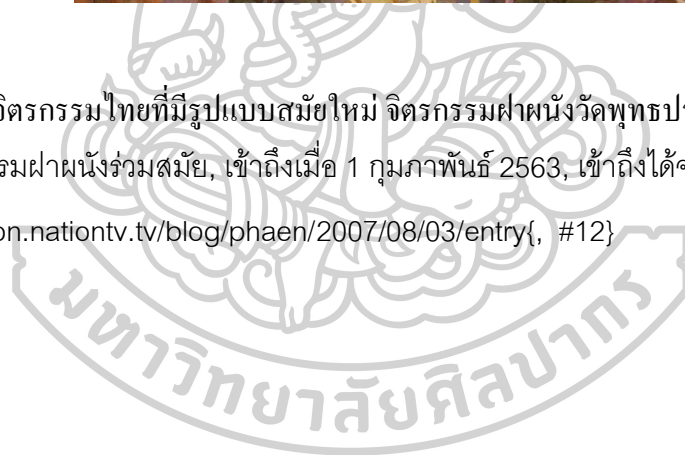 จิตรกรรมไทยที่มีรูปแบบสมัยใหม่ จิตรกรรมฝาผนังวัดพุทธป
รมฝาผนังร่วมสมัย, เข้าถึงเมื่อ 1 กุมภาพันธ์ 2563, เข้าถึงได้จ
on.nationtv.tv/blog/phaen/2007/08/03/entry{, #12}
มหาวิทยาลัยศิลปากร